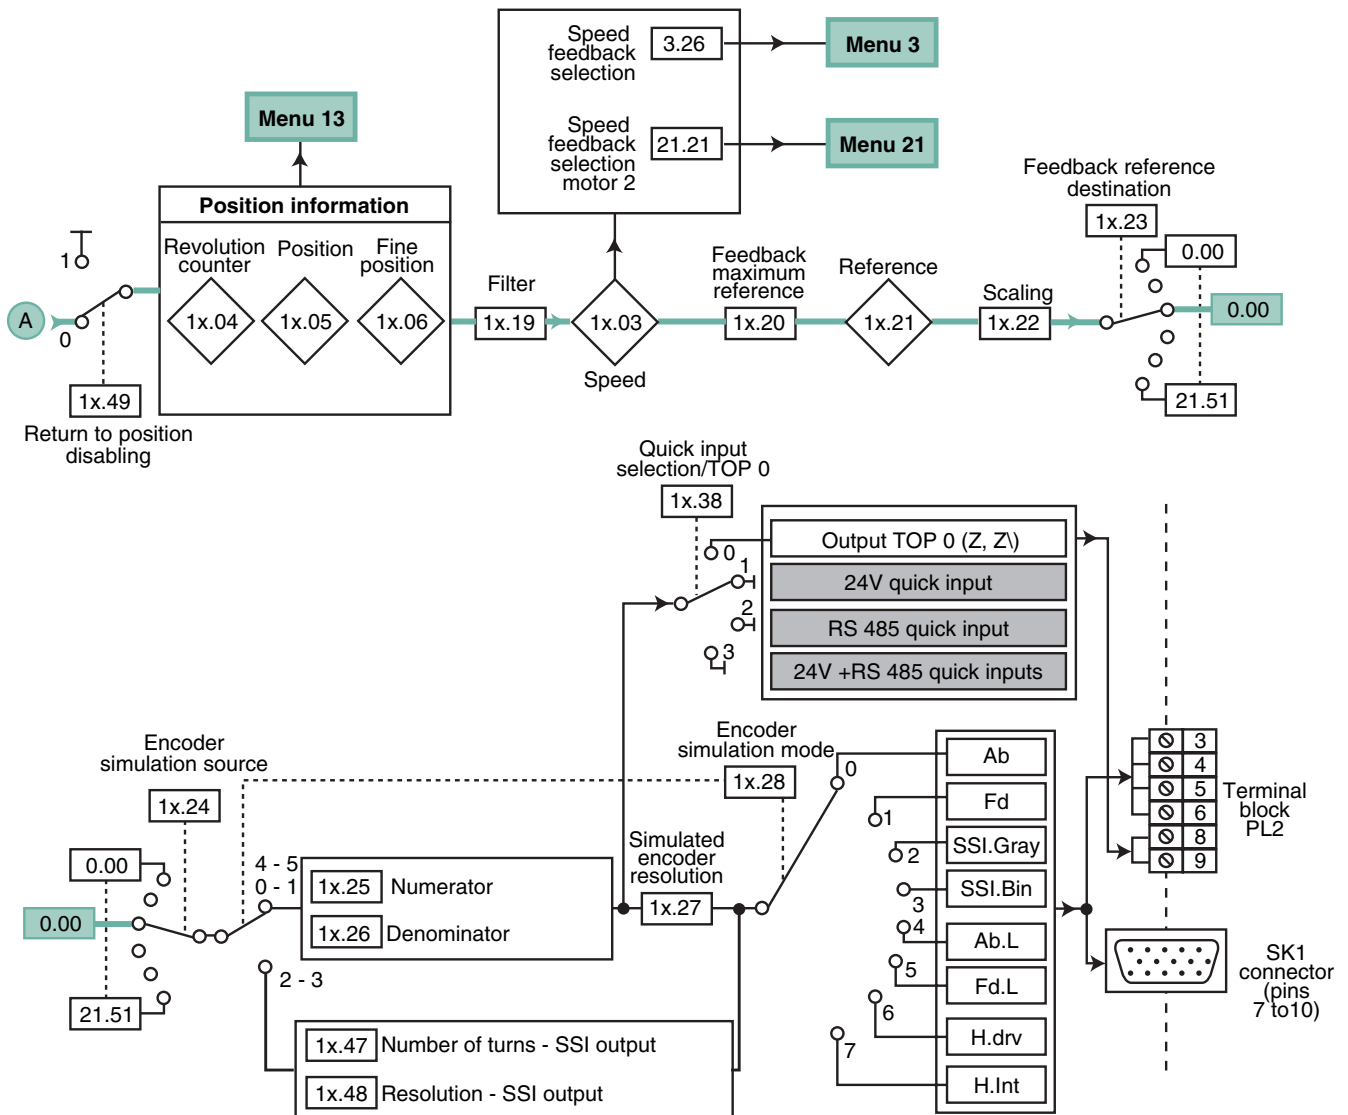 Speed
feedback
selection
3.26
Menu 3
Speed
feedback
selection
motor 2
21.21
Menu 21
Menu 13
Position information
Revolution
counter
Position
Fine
position
1x.04
1x.05
1x.06
1
A
0
1x.49
Return to position
disabling
Filter
1x.19
1x.03
Speed
Feedback
maximum
reference
1x.20
Reference
1x.21
Scaling
1x.22
Feedback reference
destination
1x.23
0.00
0.00
21.51
Quick input
selection/TOP 0
1x.38
0
1
2
3
Output TOP 0 (Z, Z\)
24V quick input
RS 485 quick input
24V +RS 485 quick inputs
Encoder
simulation source
1x.24
0.00
0.00
21.51
4 - 5
0 - 1
2 - 3
1x.25 Numerator
1x.26 Denominator
1x.47 Number of turns - SSI output
1x.48 Resolution - SSI output
Simulated
encoder
resolution
1x.27
Encoder
simulation mode
1x.28
0
1
2
3
4
5
6
7
Ab
Fd
SSI.Gray
SSI.Bin
Ab.L
Fd.L
H.drv
H.Int
3
4
5
6
8
9
Terminal
block
PL2
SK1
connector
(pins
7 to10)